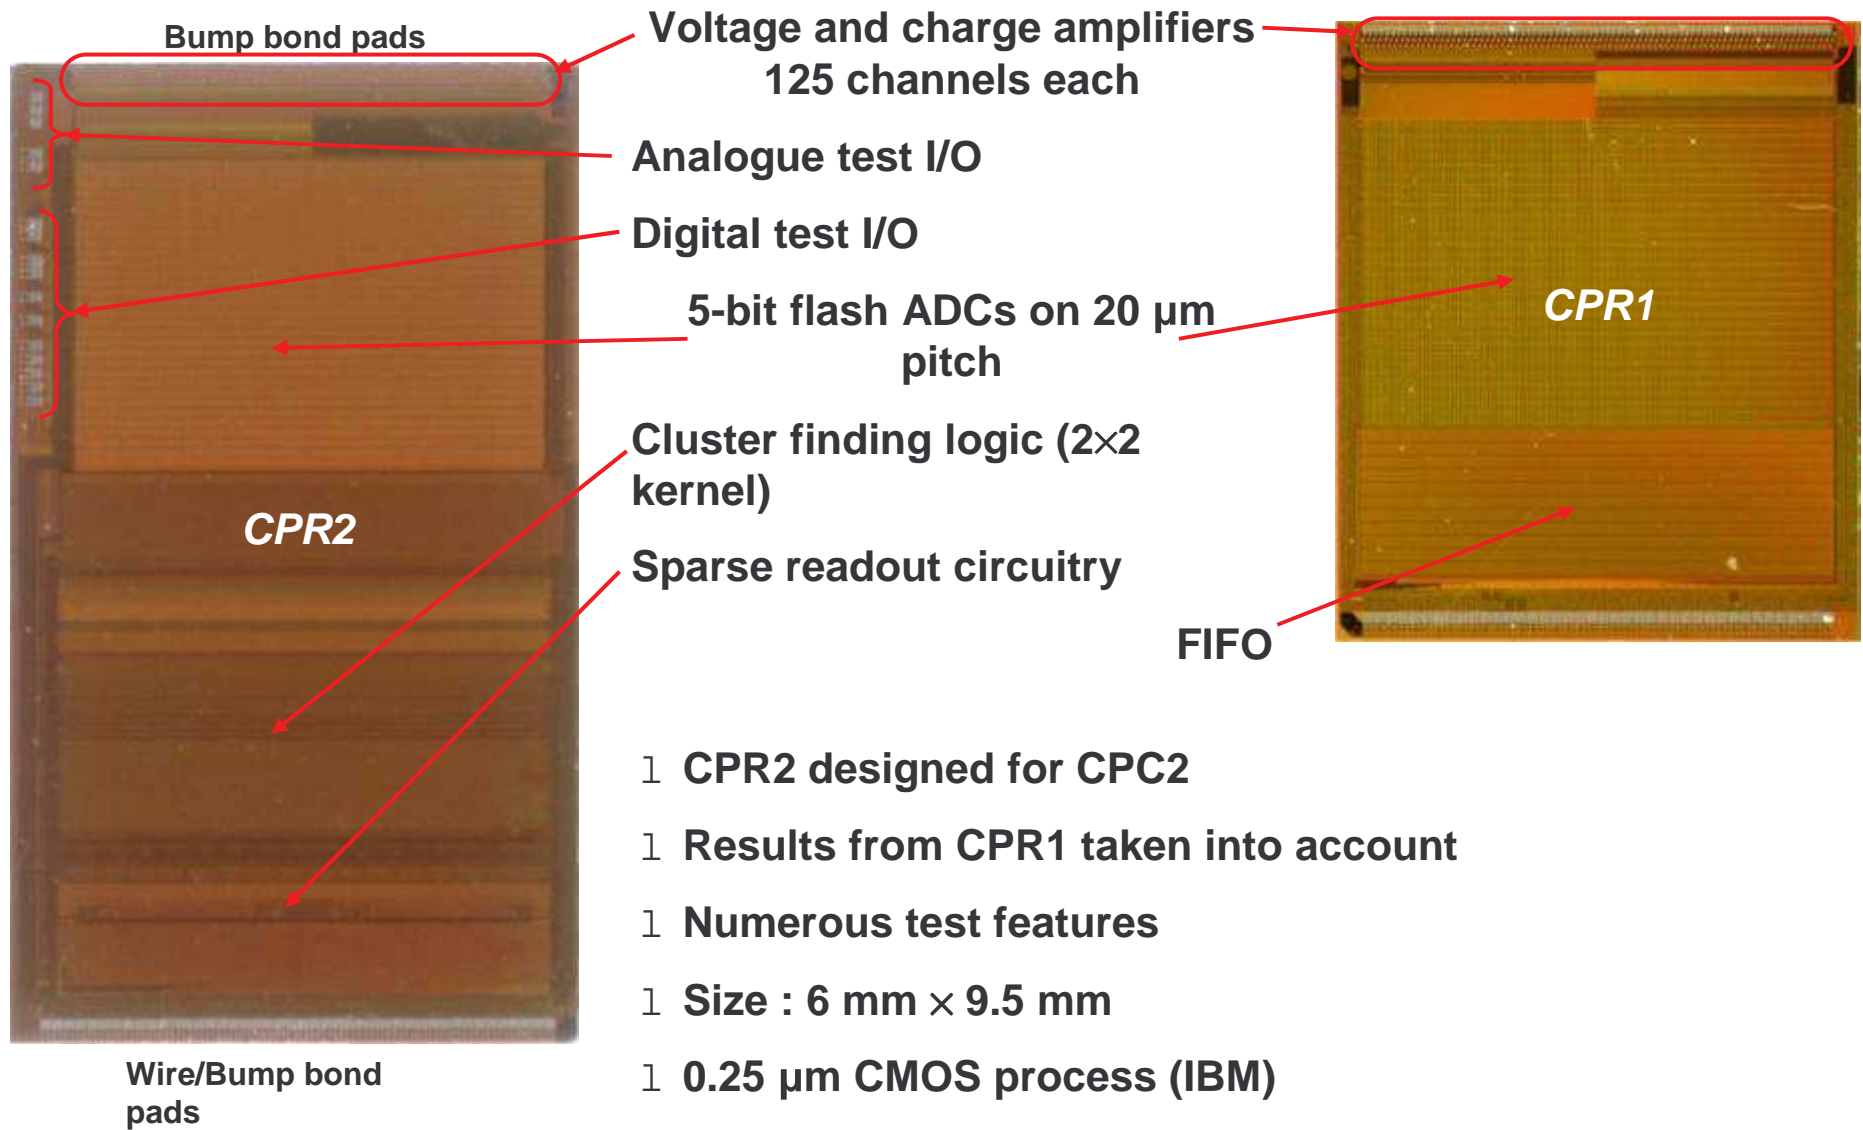 Bump bond pads
Voltage and charge amplifiers
125 channels each
Analogue test I/O
Digital test I/O
5-bit flash ADCs on 20 µm
pitch
CPR1
Cluster finding logic (2×2
kernel)
CPR2
Sparse readout circuitry
FIFO
l CPR2 designed for CPC2
l Results from CPR1 taken into account
l Numerous test features
l Size : 6 mm × 9.5 mm
l 0.25 µm CMOS process (IBM)
Wire/Bump bond
pads